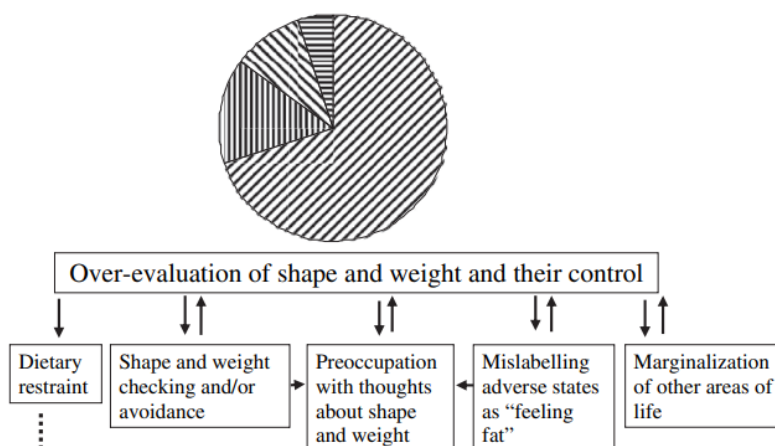 Over-evaluation of shape and weight and their control
Dietary
restraint
Shape and weight
checking and/or
avoidance
Preoccupation
with thoughts
about shape
and weight
Mislabelling
adverse states
as “feeling
fat”
Marginalization
of other areas of
life